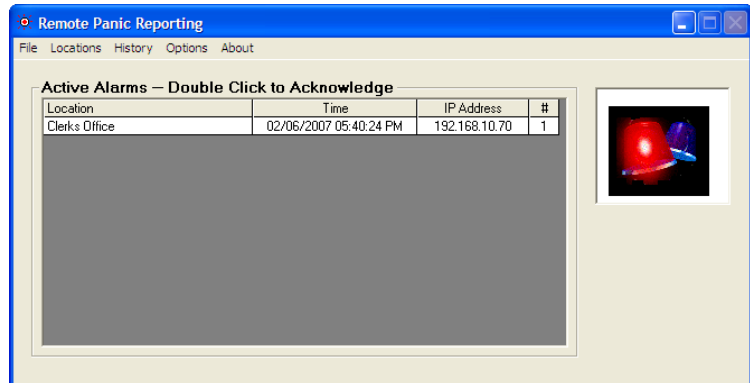 Remote Panic Reporting
File Locations History Options About
Active Alarms – Double Click to Acknowledge
Location Time IP Address #
Clerks Office 02/06/2007 05:40:24 PM 192.168.10.70 1